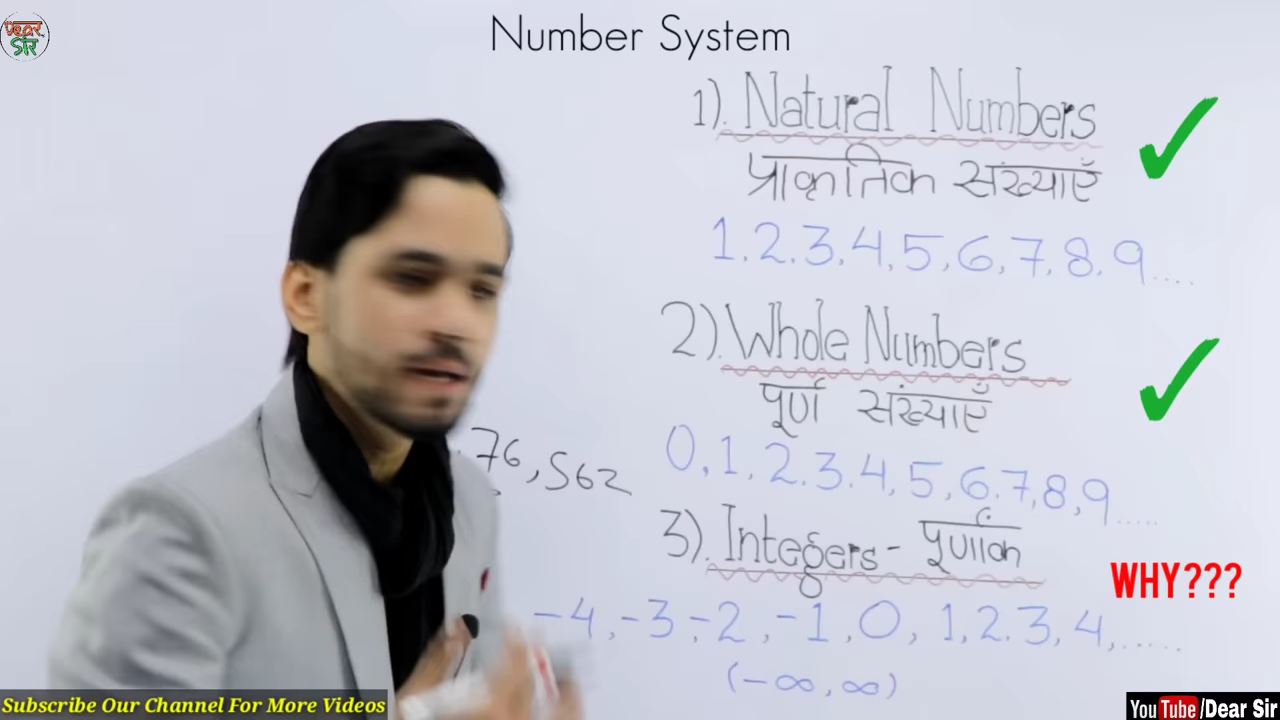 Dear
Sir
Number System
1). Natural Numbers
प्राकृतिक संख्याएँ
1,2,3,4,5,6,7,8,9....
2). Whole Numbers
पूर्ण संख्याएँ
76,562
0,1,2,3,4,5,6,7,8,9.....
3). Integers - पूर्णांक
WHY???
-4,-3,-2,-1,0,1,2,3,4,.....
(-∞,∞)
Subscribe Our Channel For More Videos
YouTube/Dear Sir